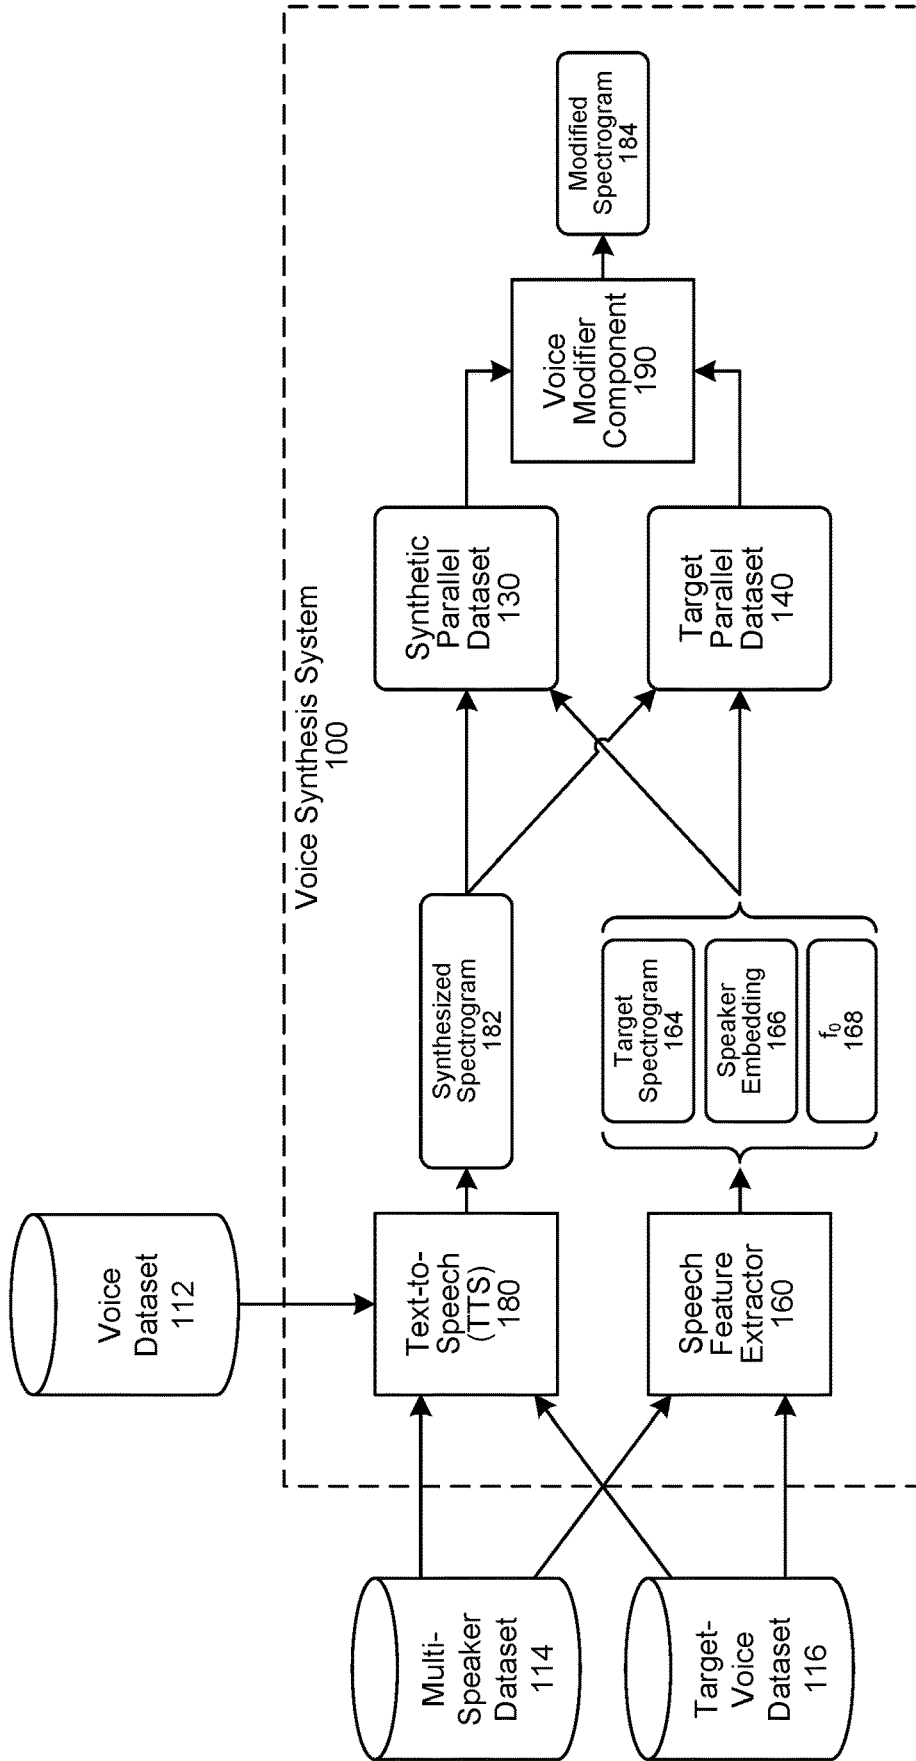 Voice
Dataset
112
Multi-
Speaker
Dataset
114
Target-
Voice
Dataset
116
Voice Synthesis System
100
Text-to-
Speech
(TTS)
180
Speech
Feature
Extractor
160
Synthesized
Spectrogram
182
Target
Spectrogram
164
Speaker
Embedding
166
f0
168
Synthetic
Parallel
Dataset
130
Target
Parallel
Dataset
140
Voice
Modifier
Component
190
Modified
Spectrogram
184